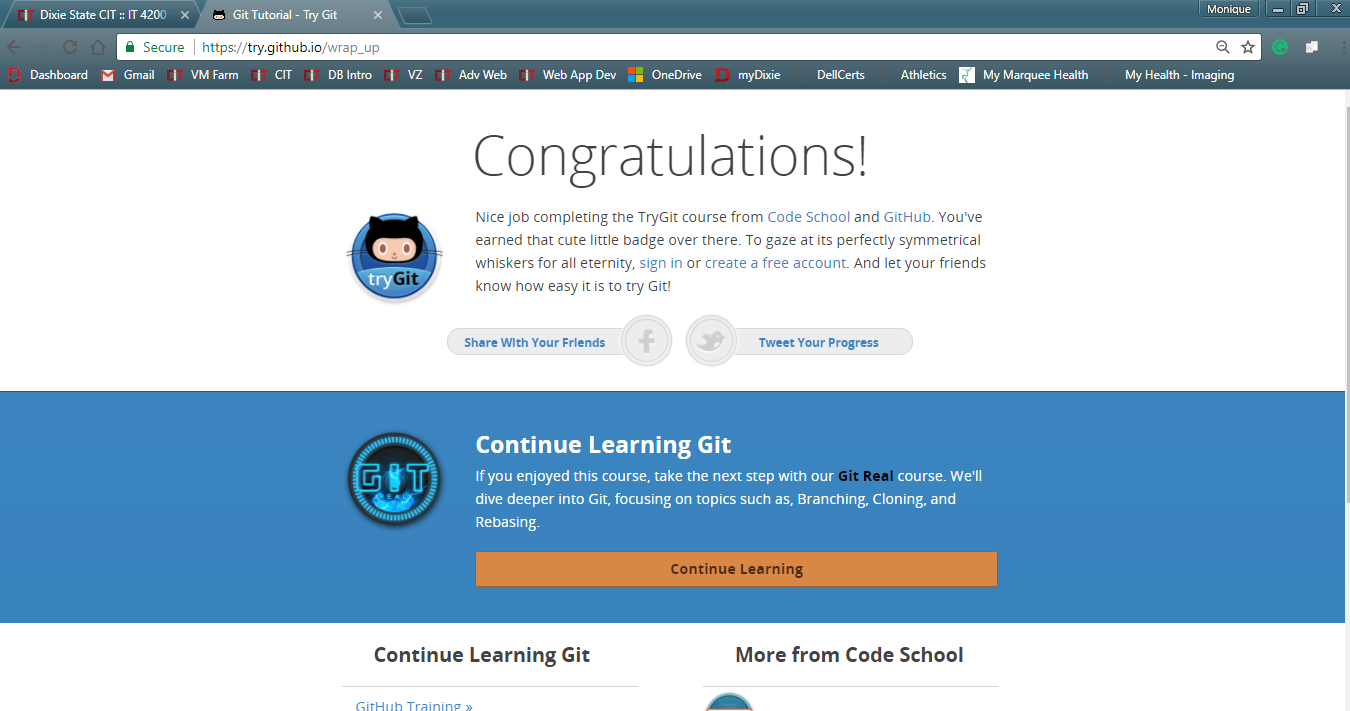 Dixie State CIT :: IT 4200
Git Tutorial - Try Git
Monique
Secure
https://try.github.io/wrap_up
Dashboard
Gmail
VM Farm
CIT
DB Intro
VZ
Adv Web
Web App Dev
OneDrive
myDixie
DellCerts
Athletics
My Marquee Health
My Health - Imaging
Congratulations!
Nice job completing the TryGit course from Code School and GitHub. You've
earned that cute little badge over there. To gaze at its perfectly symmetrical
whiskers for all eternity, sign in or create a free account. And let your friends
know how easy it is to try Git!
tryGit
Share With Your Friends
Tweet Your Progress
GIT
REAL
Continue Learning Git
If you enjoyed this course, take the next step with our Git Real course. We'll
dive deeper into Git, focusing on topics such as, Branching, Cloning, and
Rebasing.
Continue Learning
Continue Learning Git
More from Code School
GitHub Training »